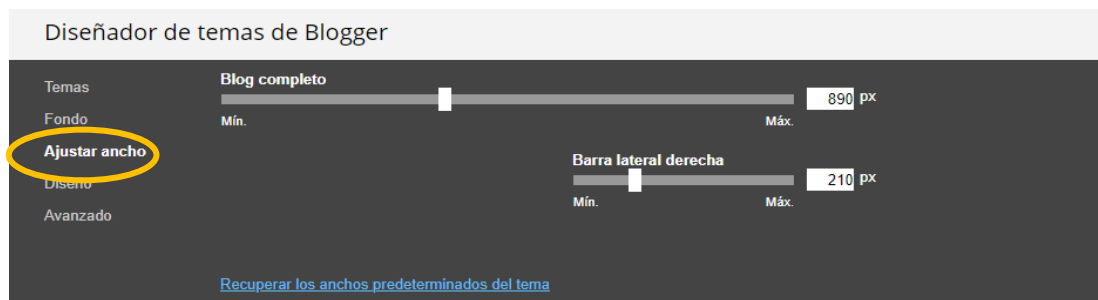 Diseñador de temas de Blogger
Temas
Fondo
Ajustar ancho
Diseño
Avanzado
Blog completo
890 px
Mín. Máx.
Barra lateral derecha
210 px
Mín. Máx.
Recuperar los anchos predeterminados del tema